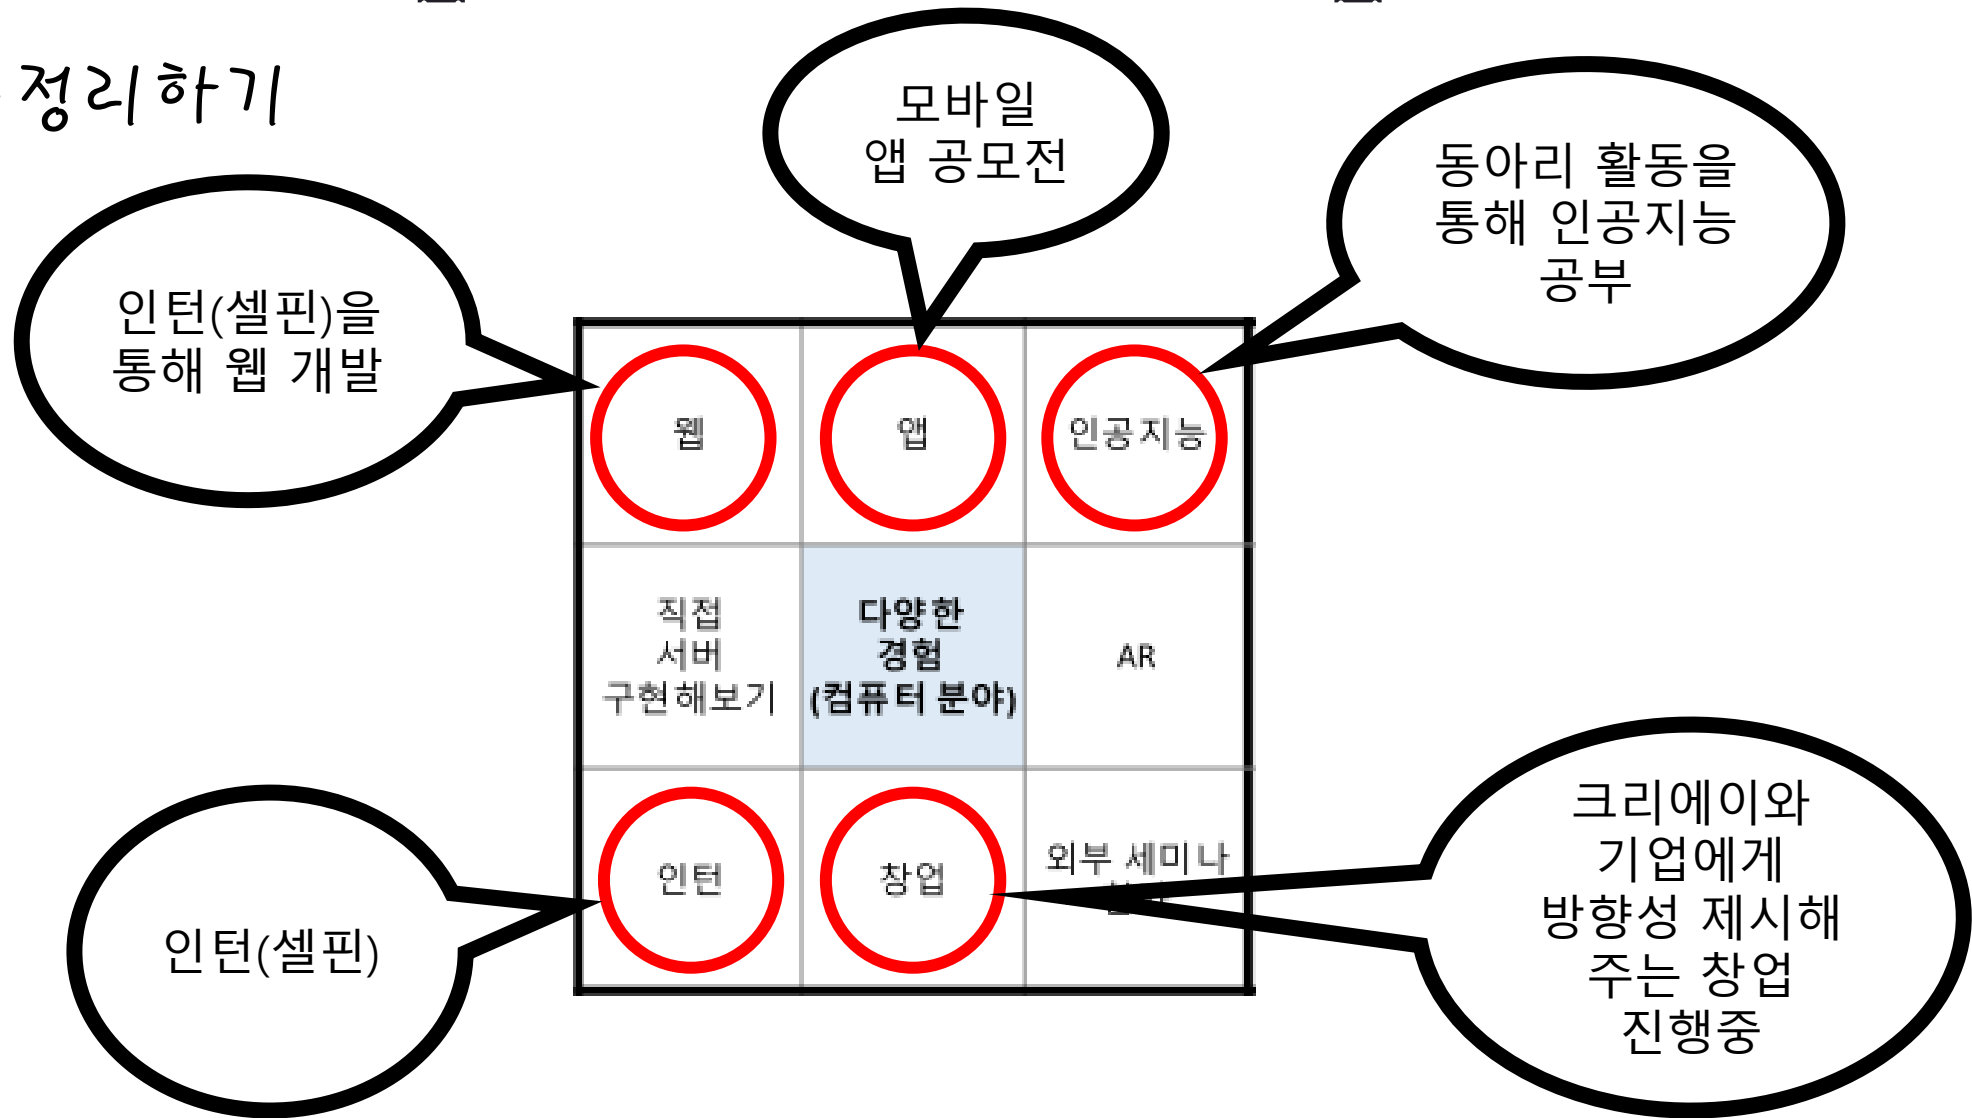 정리하기
모바일
앱 공모전
동아리 활동을
통해 인공지능
공부
인턴(셀핀)을
통해 웹 개발
웹
앱
인공지능
직접
서버
구현해보기
다양한
경험
(컴퓨터 분야)
AR
인턴
창업
외부 세미나
인턴(셀핀)
크리에이와
기업에게
방향성 제시해
주는 창업
진행중